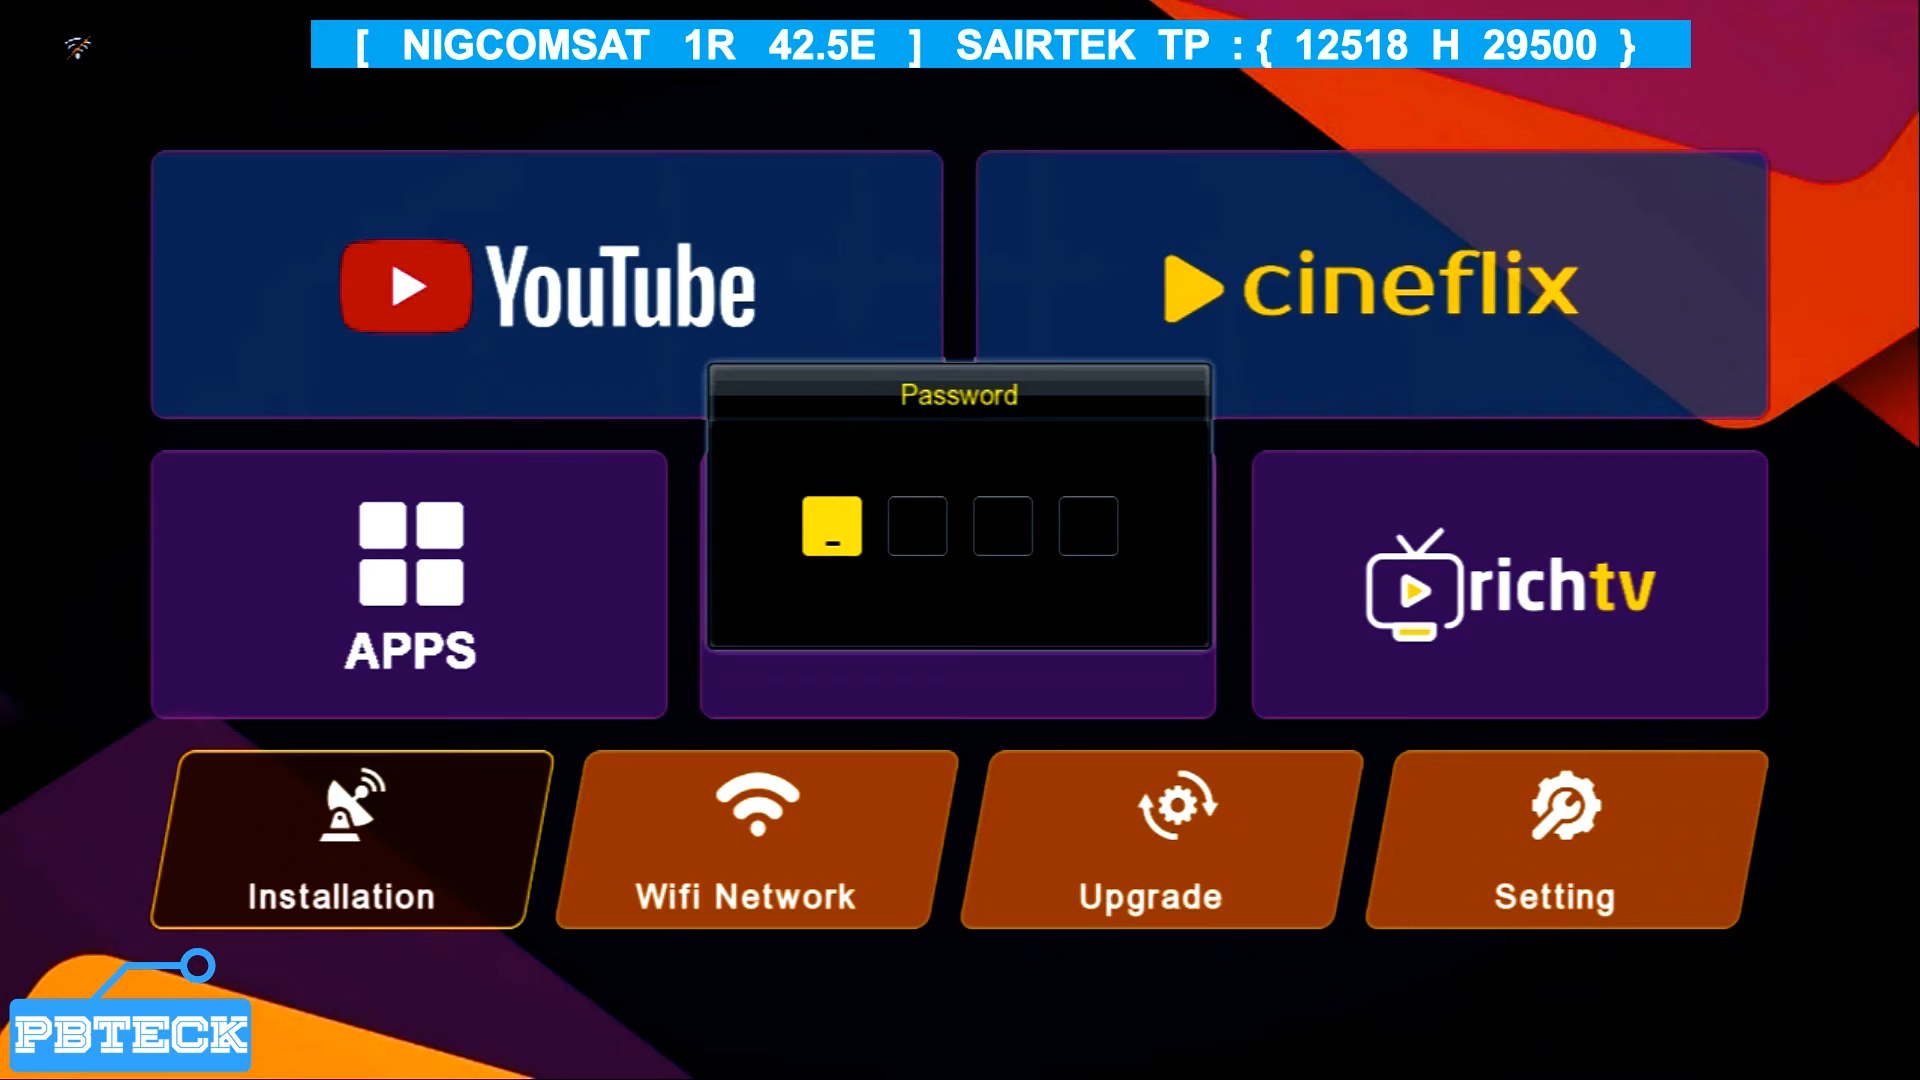 [ NIGCOMSAT 1R 42.5E ] SAIRTEK TP :{ 12518 H 29500 }
YouTube
cineflix
Password
APPS
richtv
Installation
Wifi Network
Upgrade
Setting
PBTECK